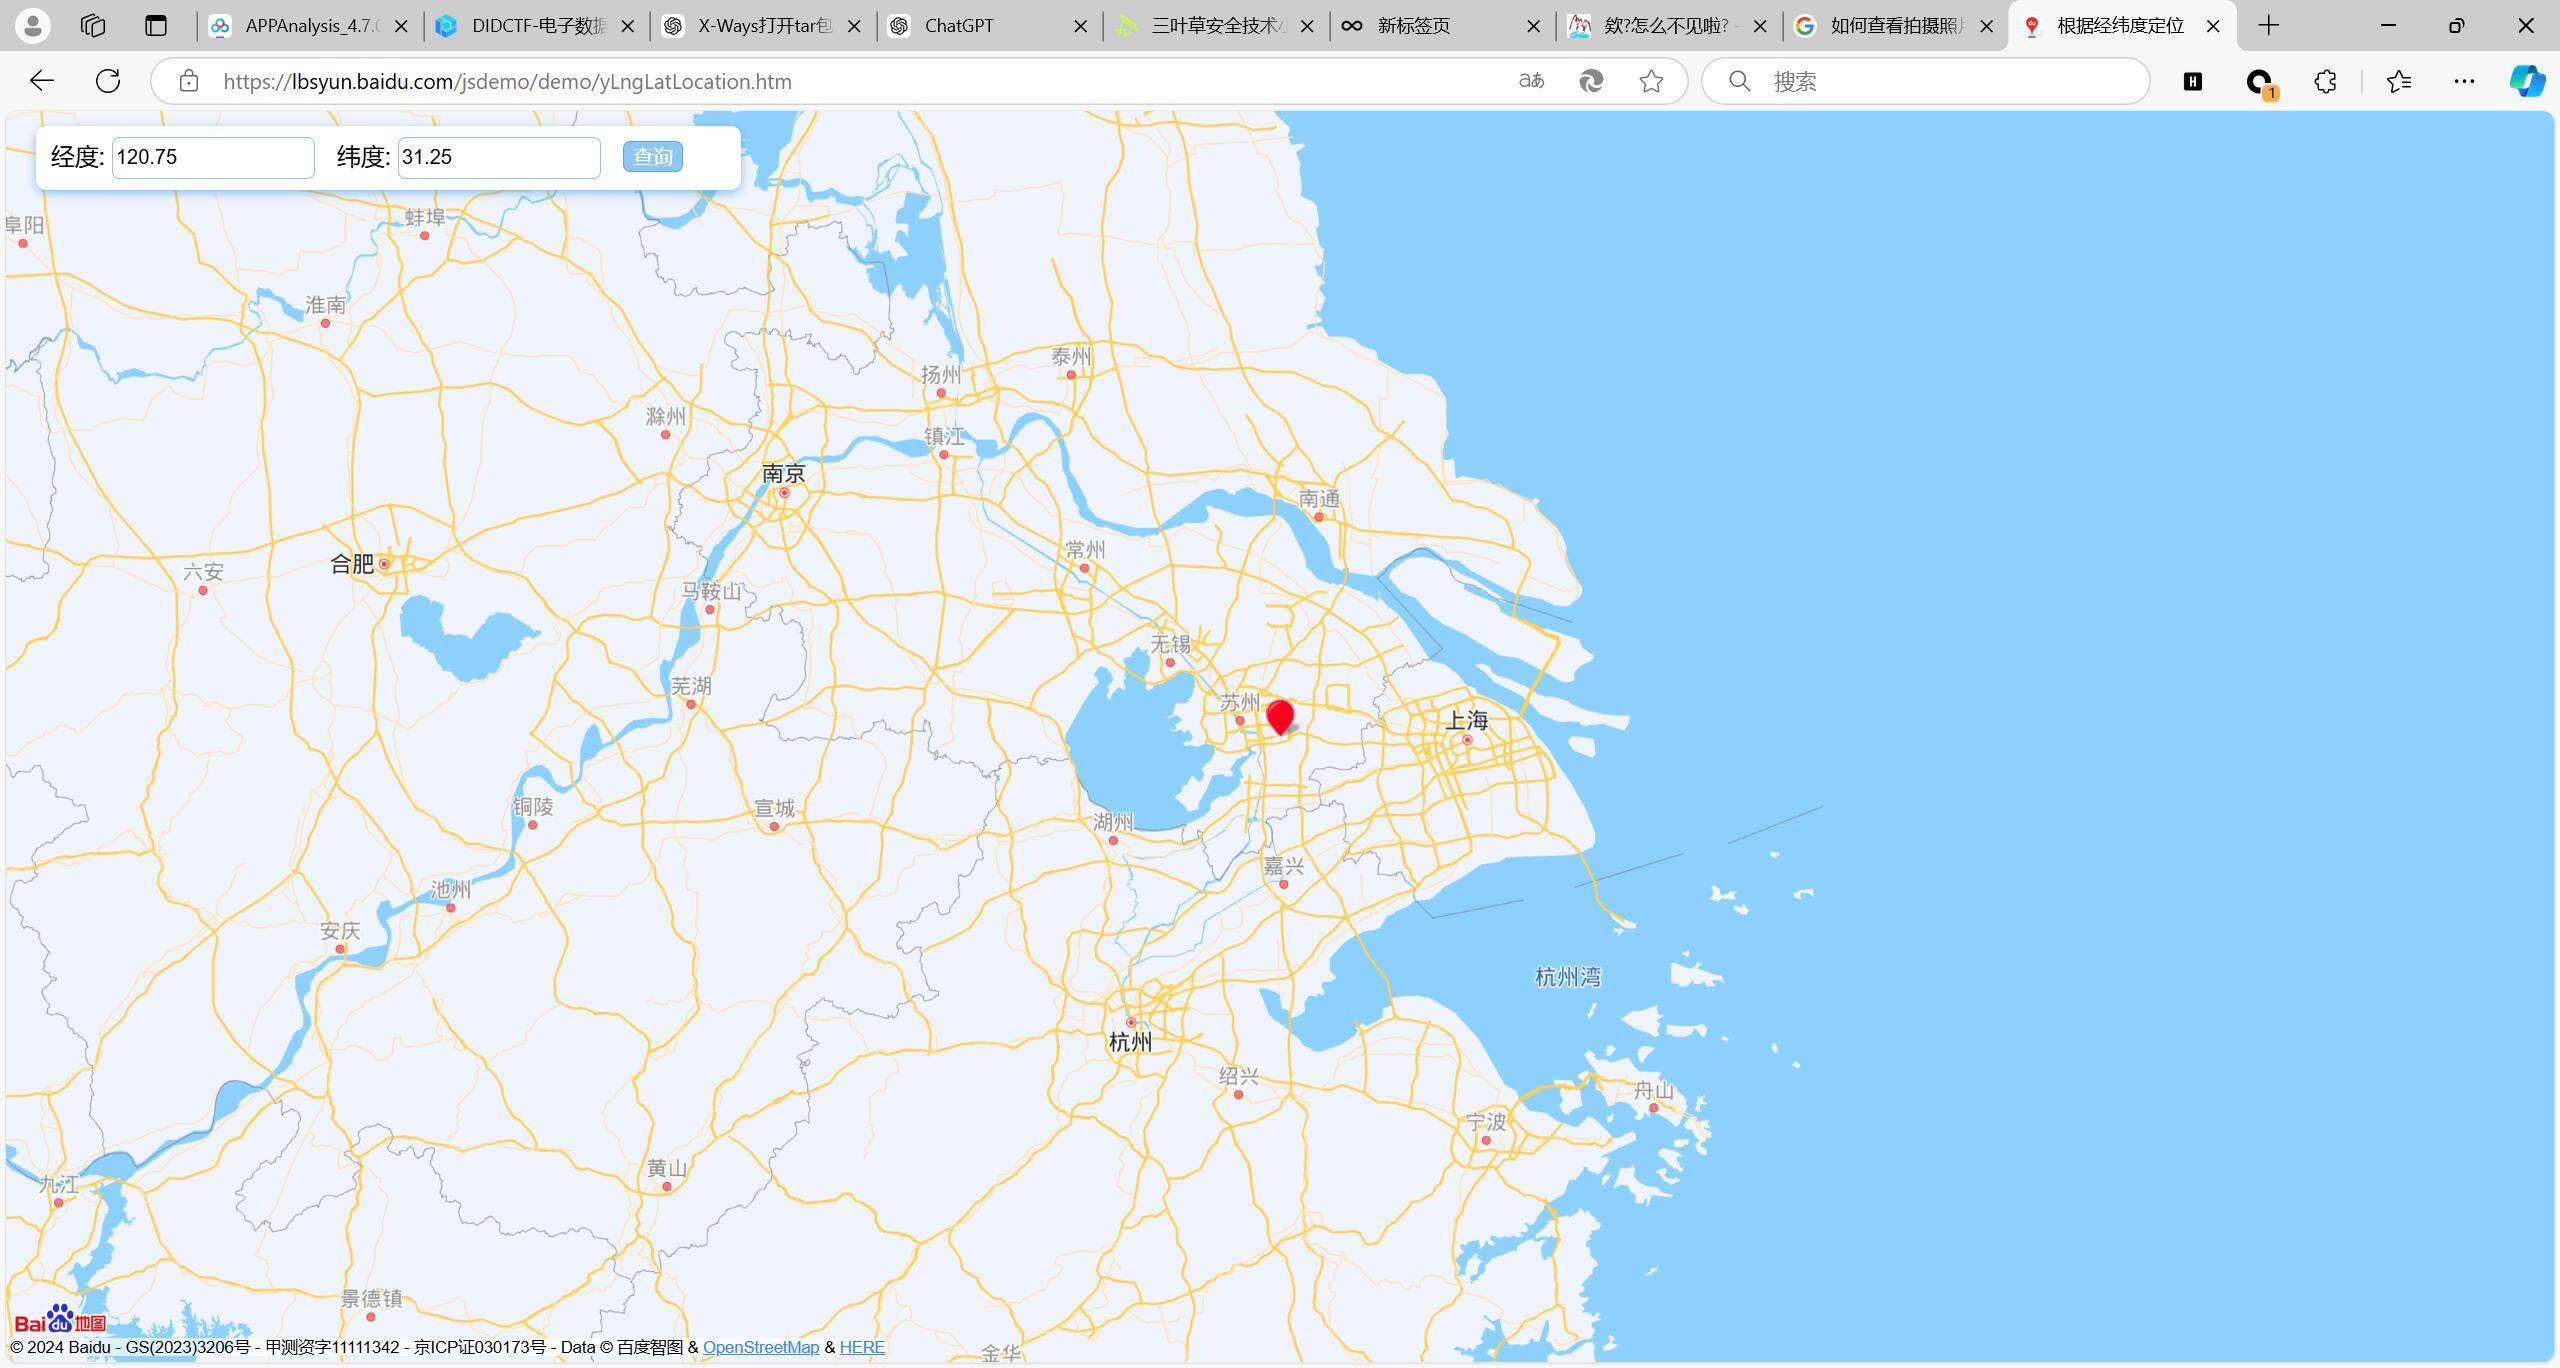 APPAnalysis_4.7.0
DIDCTF-电子数据
X-Ways打开tar包
ChatGPT
三叶草安全技术小
新标签页
欸?怎么不见啦? -
如何查看拍摄照片
根据经纬度定位
https://lbsyun.baidu.com/jsdemo/demo/yLngLatLocation.htm
搜索
1
经度: 120.75 纬度: 31.25 查询
阜阳
蚌埠
淮南
泰州
扬州
滁州
镇江
南京
南通
常州
合肥
六安
马鞍山
无锡
芜湖
苏州
上海
铜陵
宣城
湖州
嘉兴
池州
安庆
杭州湾
杭州
绍兴
舟山
宁波
黄山
九江
景德镇
金华
Bai du 地图
© 2024 Baidu - GS(2023)3206号 - 甲测资字11111342 - 京ICP证030173号 - Data © 百度智图 & OpenStreetMap & HERE